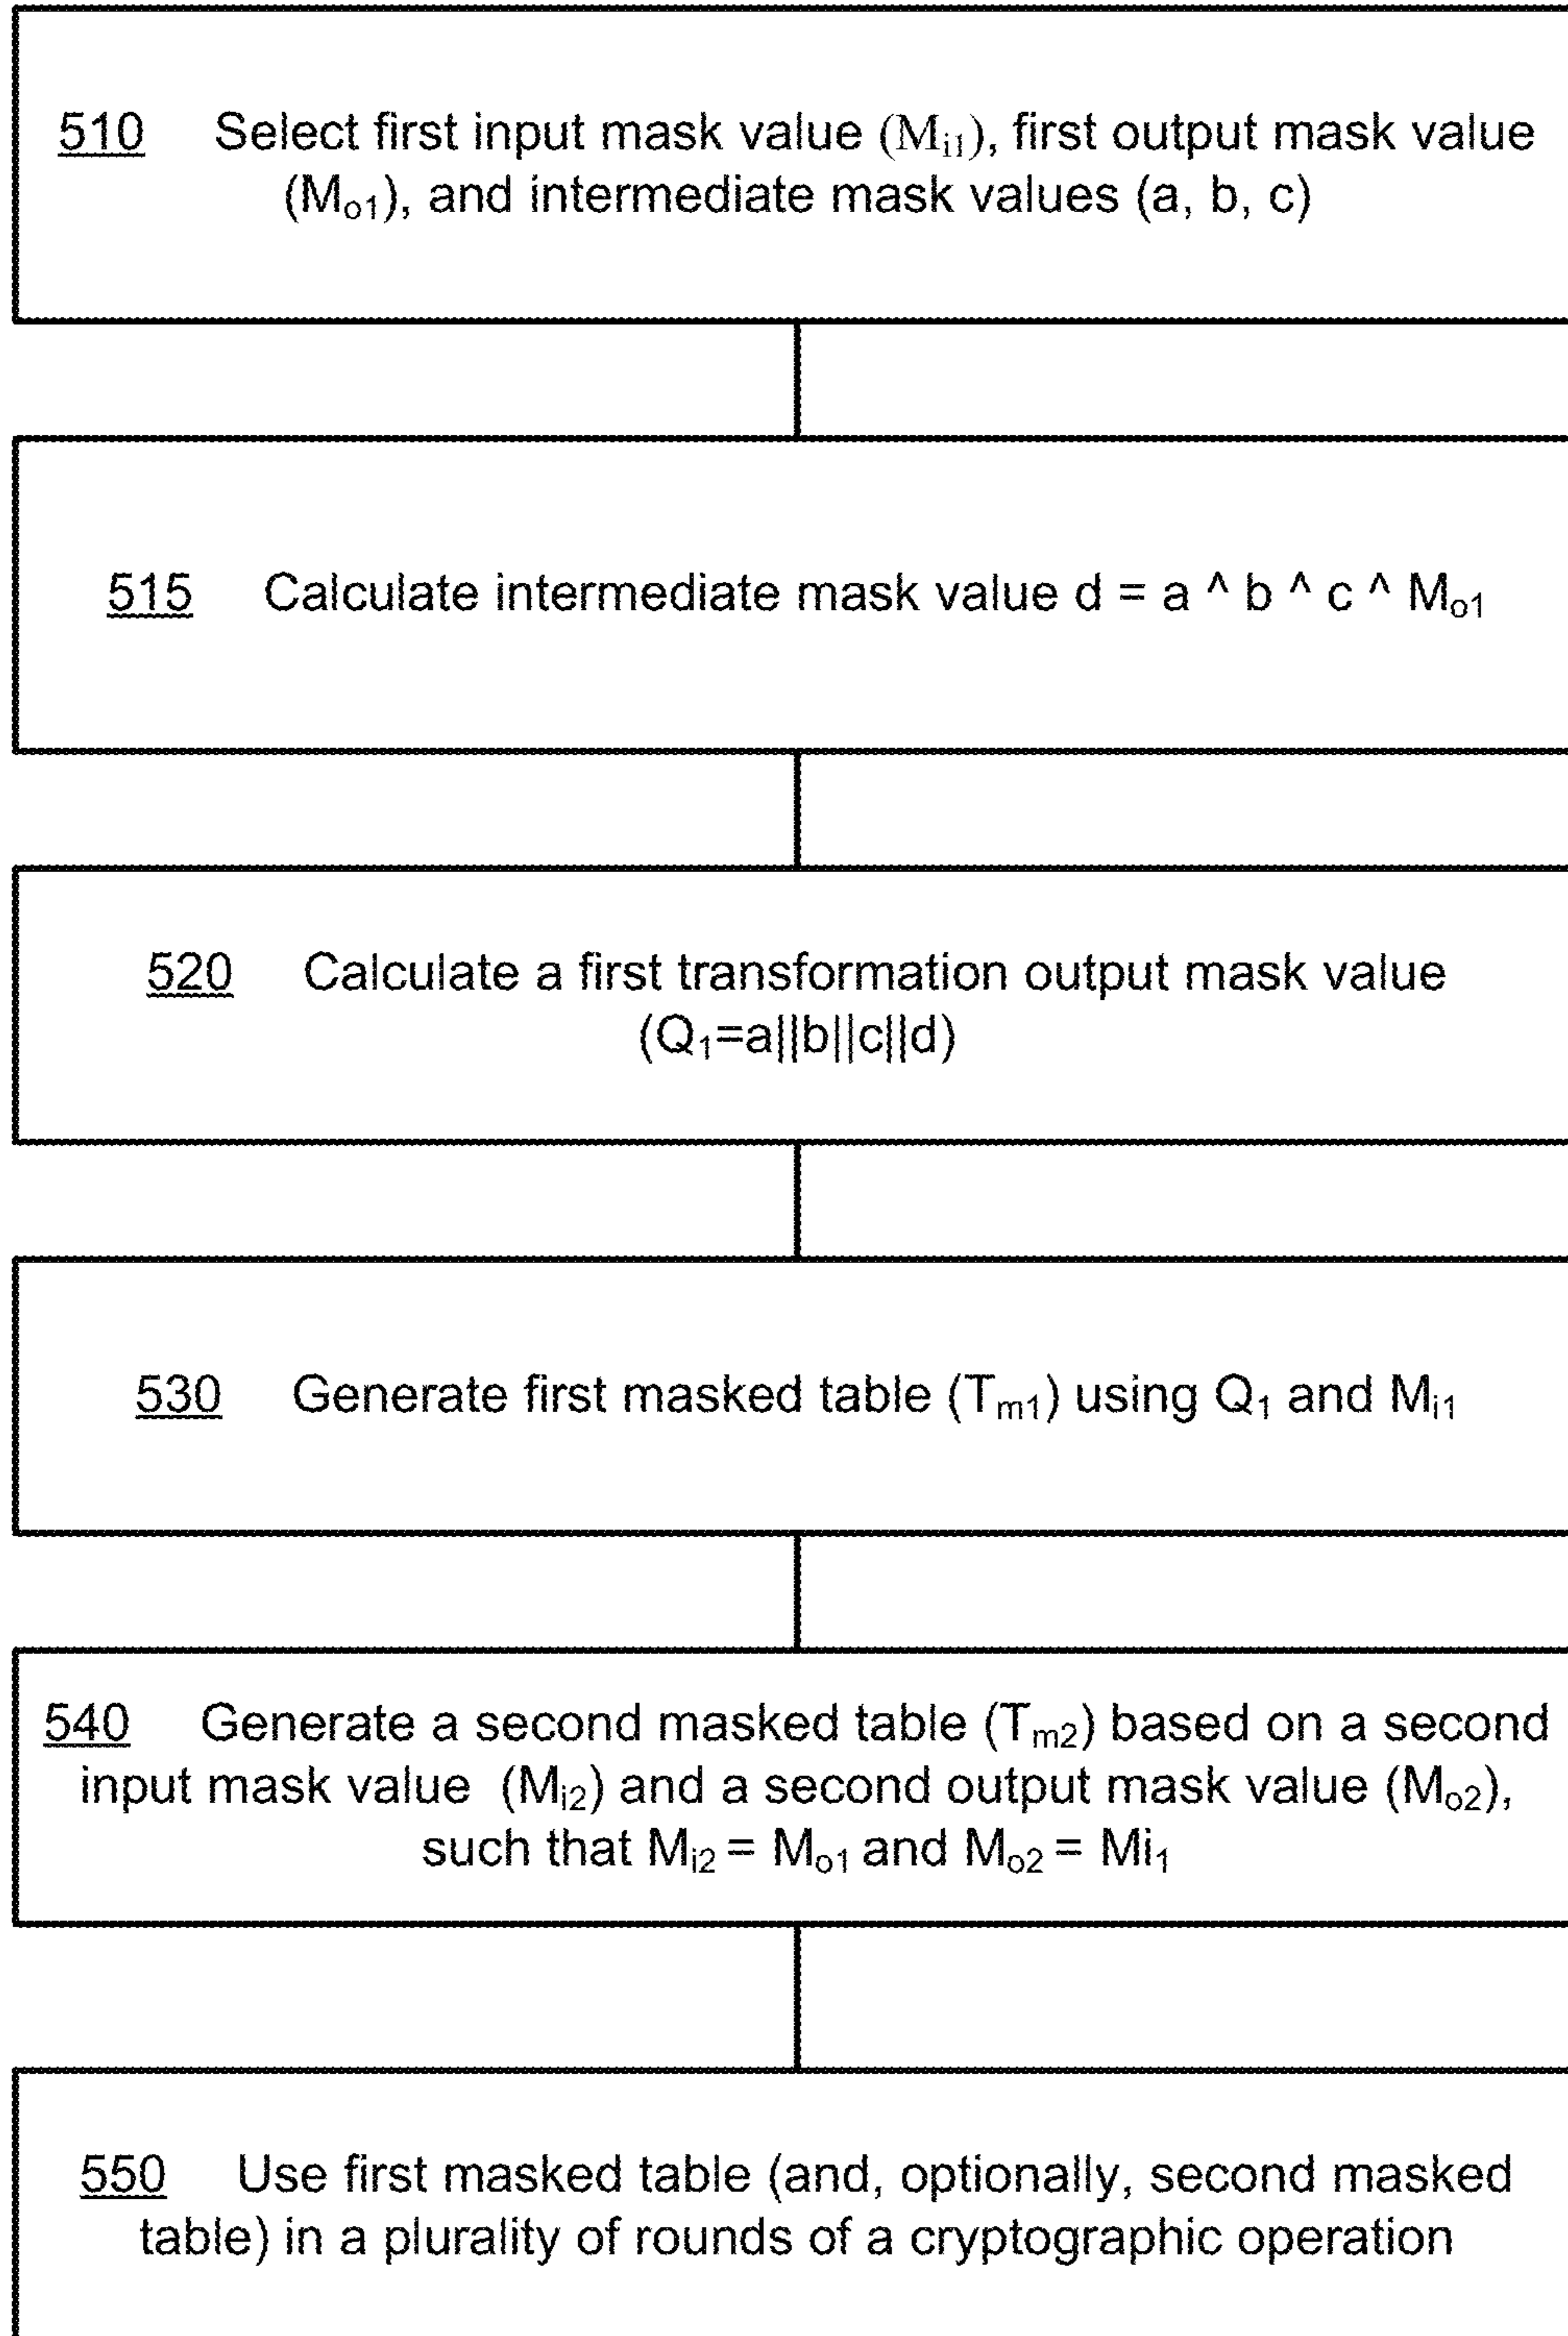 510 Select first input mask value (Mi1), first output mask value
(Mo1), and intermediate mask values (a, b, c)
515 Calculate intermediate mask value d = a ^ b ^ c ^ Mo1
520 Calculate a first transformation output mask value
(Q1=a||b||c||d)
530 Generate first masked table (Tm1) using Q1 and Mi1
540 Generate a second masked table (Tm2) based on a second
input mask value (Mi2) and a second output mask value (Mo2),
such that Mi2 = Mo1 and Mo2 = Mi1
550 Use first masked table (and, optionally, second masked
table) in a plurality of rounds of a cryptographic operation